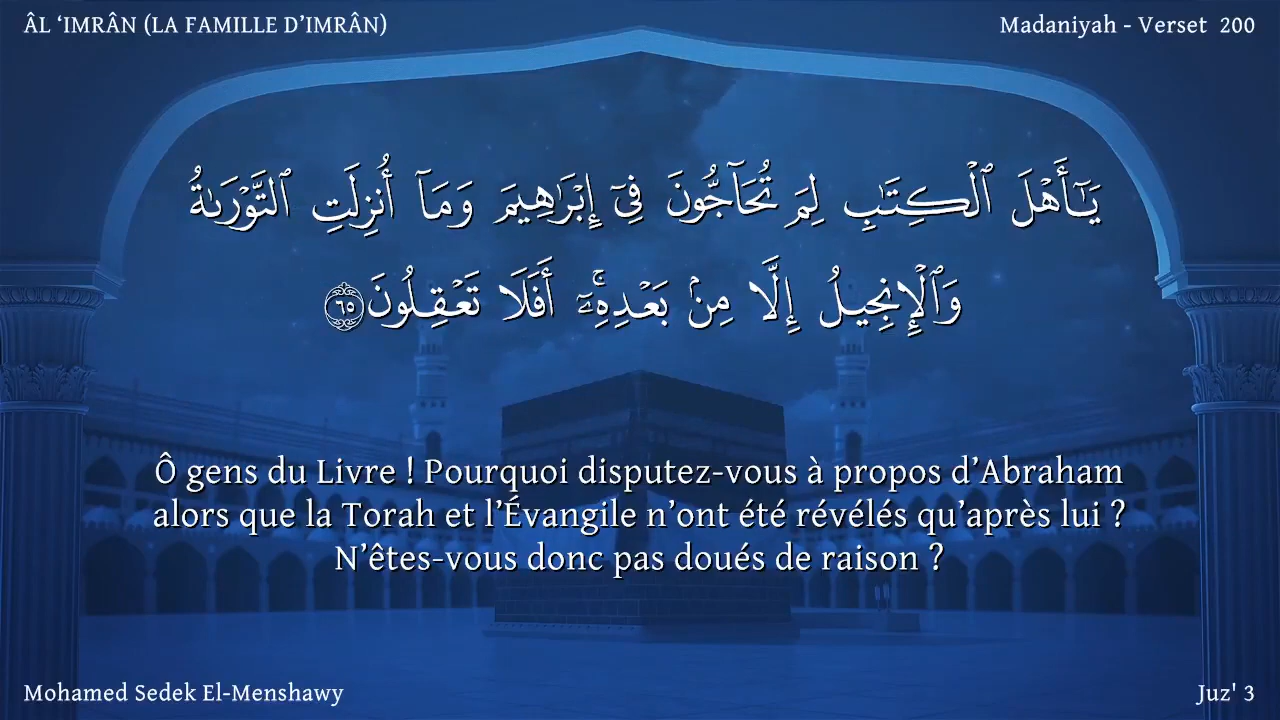 ÂL ‘IMRÂN (LA FAMILLE D’IMRÂN)
Madaniyah - Verset 200
يَـٰٓأَهْلَ ٱلْكِتَـٰبِ لِمَ تُحَآجُّونَ فِىٓ إِبْرَٰهِيمَ وَمَآ أُنزِلَتِ ٱلتَّوْرَىٰةُ
وَٱلْإِنجِيلُ إِلَّا مِنۢ بَعْدِهِۦٓ ۚ أَفَلَا تَعْقِلُونَ ٦٥
Ô gens du Livre ! Pourquoi disputez-vous à propos d’Abraham
alors que la Torah et l’Évangile n’ont été révélés qu’après lui ?
N’êtes-vous donc pas doués de raison ?
Mohamed Sedek El-Menshawy
Juz' 3